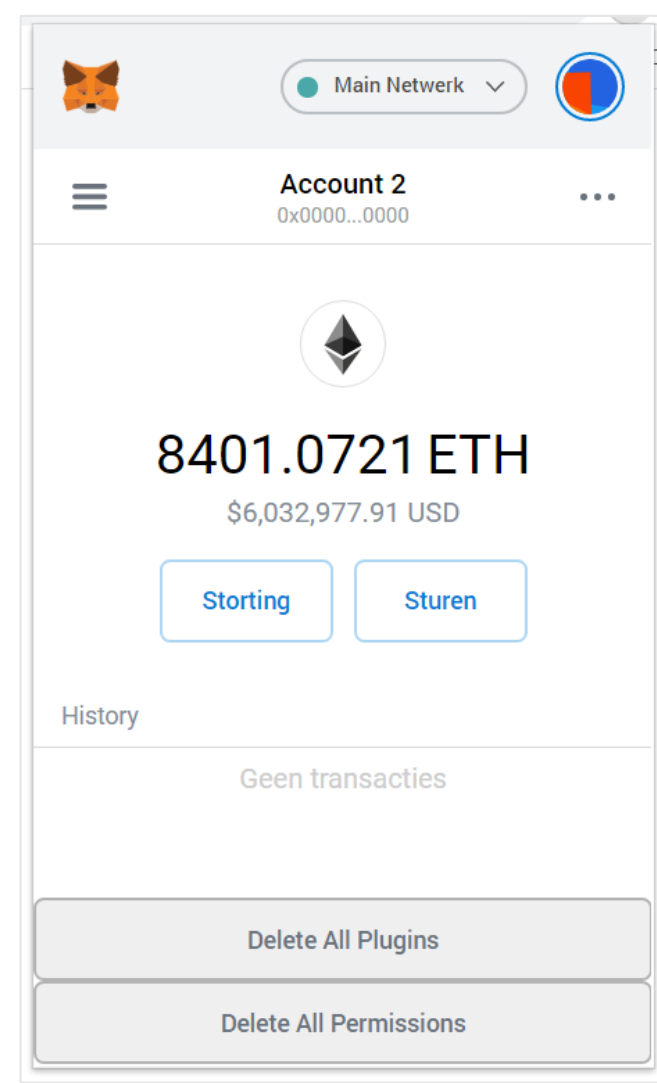 Main Netwerk
Account 2
0x0000...0000
8401.0721 ETH
$6,032,977.91 USD
Storting
Sturen
History
Geen transacties
Delete All Plugins
Delete All Permissions